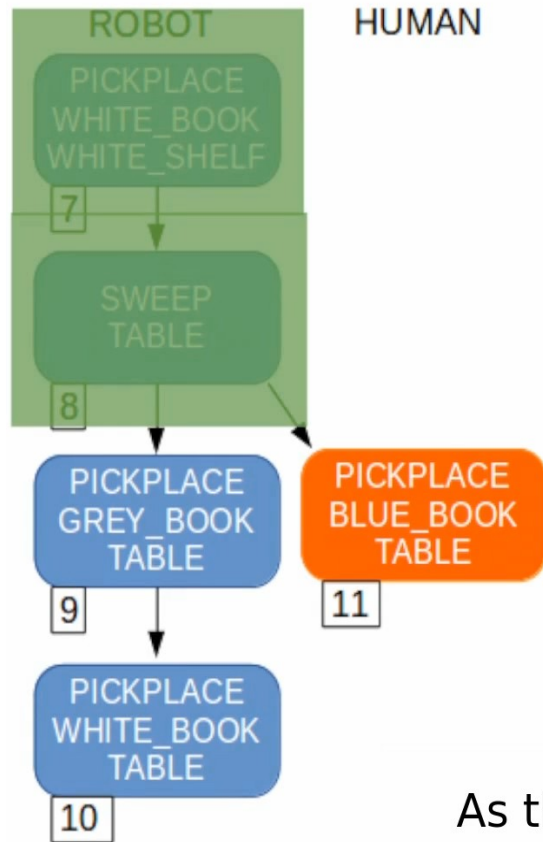 ROBOT
HUMAN
PICKPLACE
WHITE_BOOK
WHITE_SHELF
7
SWEEP
TABLE
8
PICKPLACE
GREY_BOOK
TABLE
9
PICKPLACE
BLUE_BOOK
TABLE
11
PICKPLACE
WHITE_BOOK
TABLE
10
As t